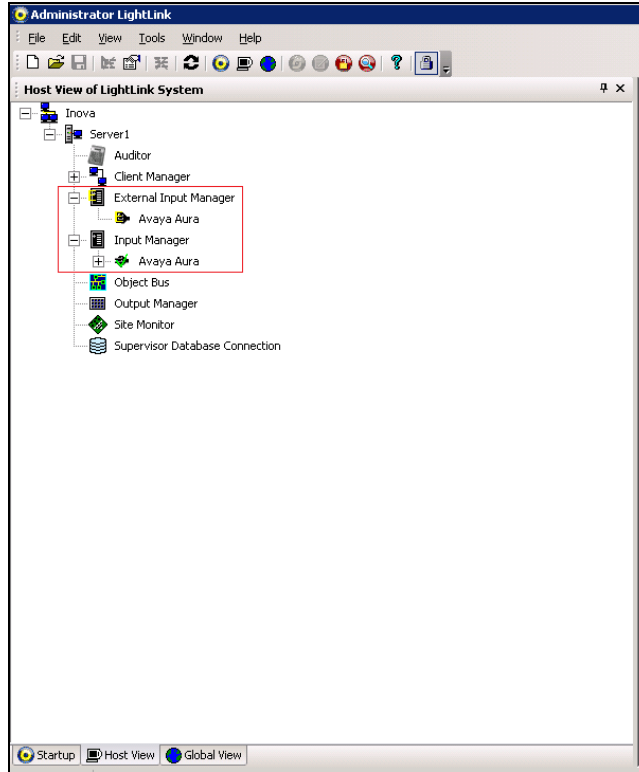 Administrator LightLink
File Edit View Tools Window Help
Host View of LightLink System
Inova
Server1
Auditor
Client Manager
External Input Manager
Avaya Aura
Input Manager
Avaya Aura
Object Bus
Output Manager
Site Monitor
Supervisor Database Connection
Startup Host View Global View